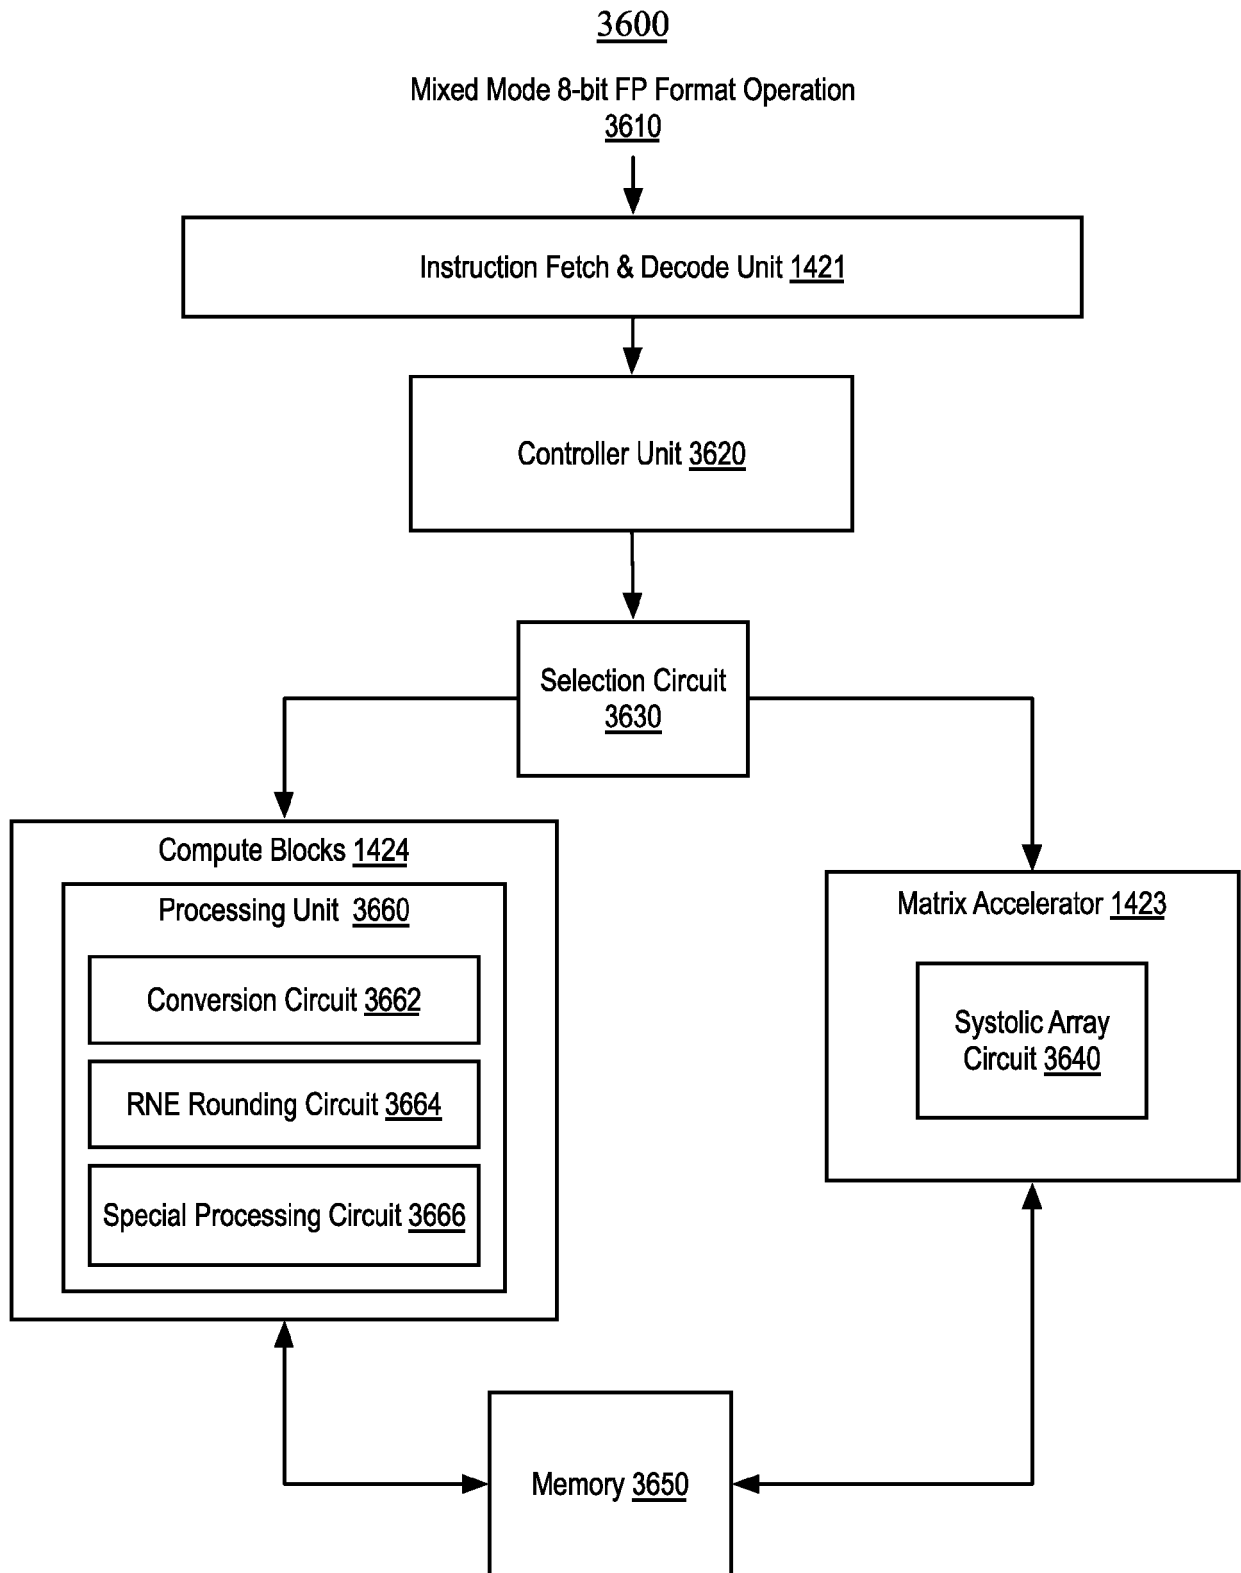 3600
Mixed Mode 8-bit FP Format Operation
3610
Instruction Fetch & Decode Unit 1421
Controller Unit 3620
Selection Circuit
3630
Compute Blocks 1424
Processing Unit 3660
Conversion Circuit 3662
RNE Rounding Circuit 3664
Special Processing Circuit 3666
Matrix Accelerator 1423
Systolic Array
Circuit 3640
Memory 3650